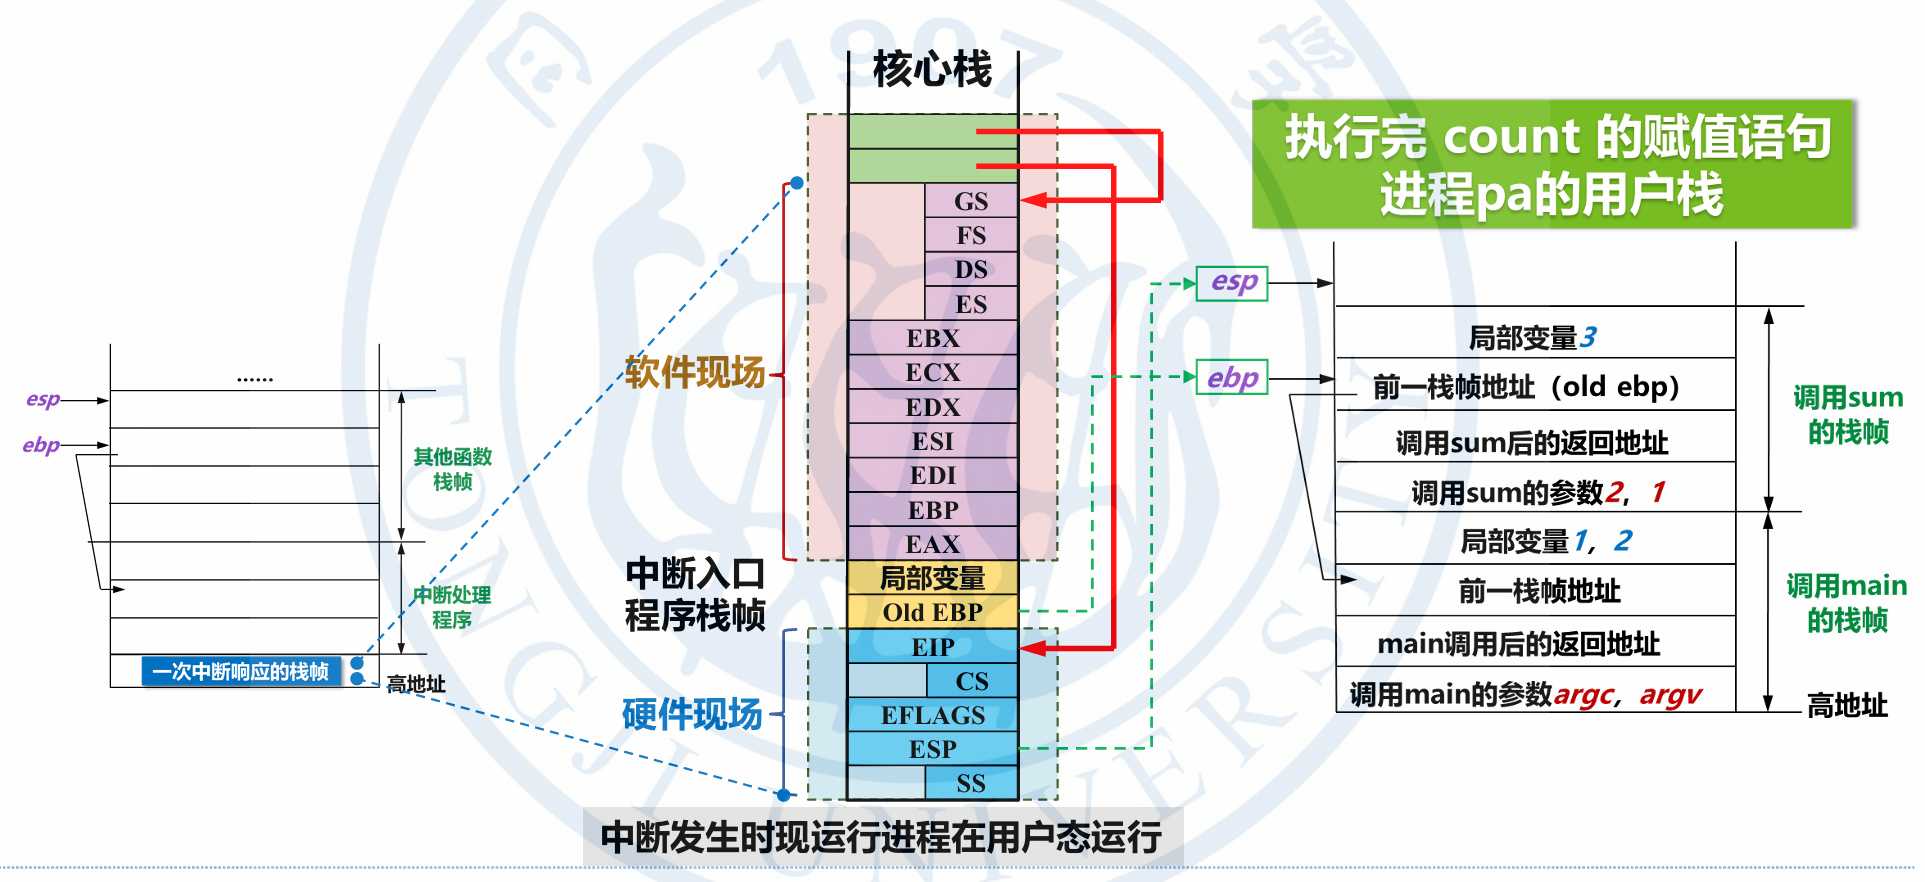 核心栈
GS
FS
DS
ES
EBX
ECX
EDX
ESI
EDI
EBP
EAX
局部变量
Old EBP
EIP
CS
EFLAGS
ESP
SS
软件现场
中断入口
程序栈帧
硬件现场
中断发生时现运行进程在用户态运行
......
esp
ebp
其他函数
栈帧
中断处理
程序
一次中断响应的栈帧
高地址
执行完 count 的赋值语句
进程pa的用户栈
esp
ebp
局部变量3
前一栈帧地址（old ebp）
调用sum后的返回地址
调用sum的参数2，1
局部变量1，2
前一栈帧地址
main调用后的返回地址
调用main的参数argc，argv
调用sum
的栈帧
调用main
的栈帧
高地址
1907
TONGJI UNIVERSITY